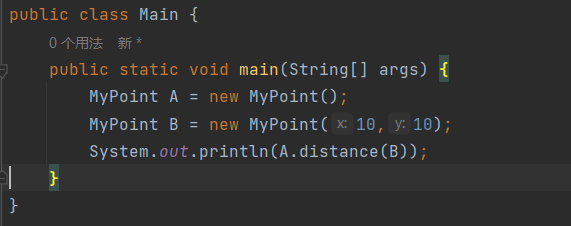 public class Main {
0 个用法 新 *
public static void main(String[] args) {
MyPoint A = new MyPoint();
MyPoint B = new MyPoint( x: 10, y: 10);
System.out.println(A.distance(B));
}
}